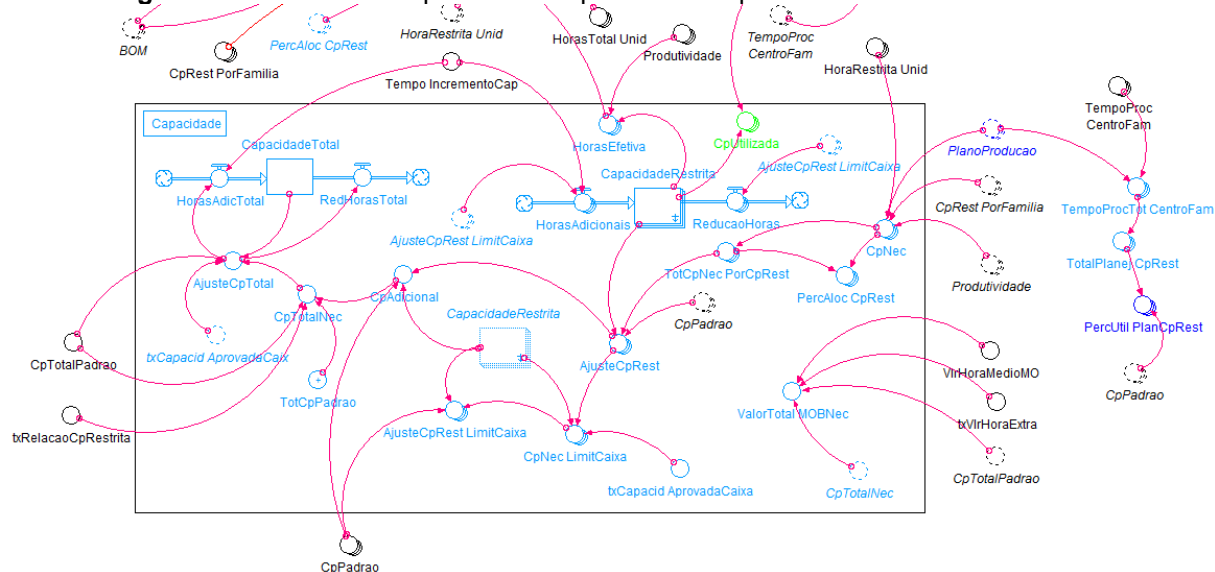 BOM
CpRest PorFamilia
PercAloc CpRest
HoraRestrita Unid
Tempo IncrementoCap
HorasTotal Unid
Produtividade
TempoProc
CentroFam
HoraRestrita Unid
TempoProc
CentroFam
Capacidade
CapacidadeTotal
HorasAdicTotal
RedHorasTotal
HorasEfetiva
CpUtilizada
AjusteCpRest LimitCaixa
CapacidadeRestrita
HorasAdicionais
ReducaoHoras
AjusteCpRest LimitCaixa
PlanoProducao
CpRest PorFamilia
TempoProcTot CentroFam
CpNec
TotCpNec PorCpRest
PercAloc CpRest
Produtividade
TotalPlanej CpRest
AjusteCpTotal
CpTotalNec
CpAdicional
CapacidadeRestrita
CpPadrao
PercUtil PlanCpRest
txCapacid AprovadaCaix
CpTotalPadrao
TotCpPadrao
AjusteCpRest
VlrHoraMedioMO
CpPadrao
txRelacaoCpRestrita
AjusteCpRest LimitCaixa
CpNec LimitCaixa
ValorTotal MOBNec
txVlrHoraExtra
txCapacid AprovadaCaixa
CpTotalNec
CpTotalPadrao
CpPadrao